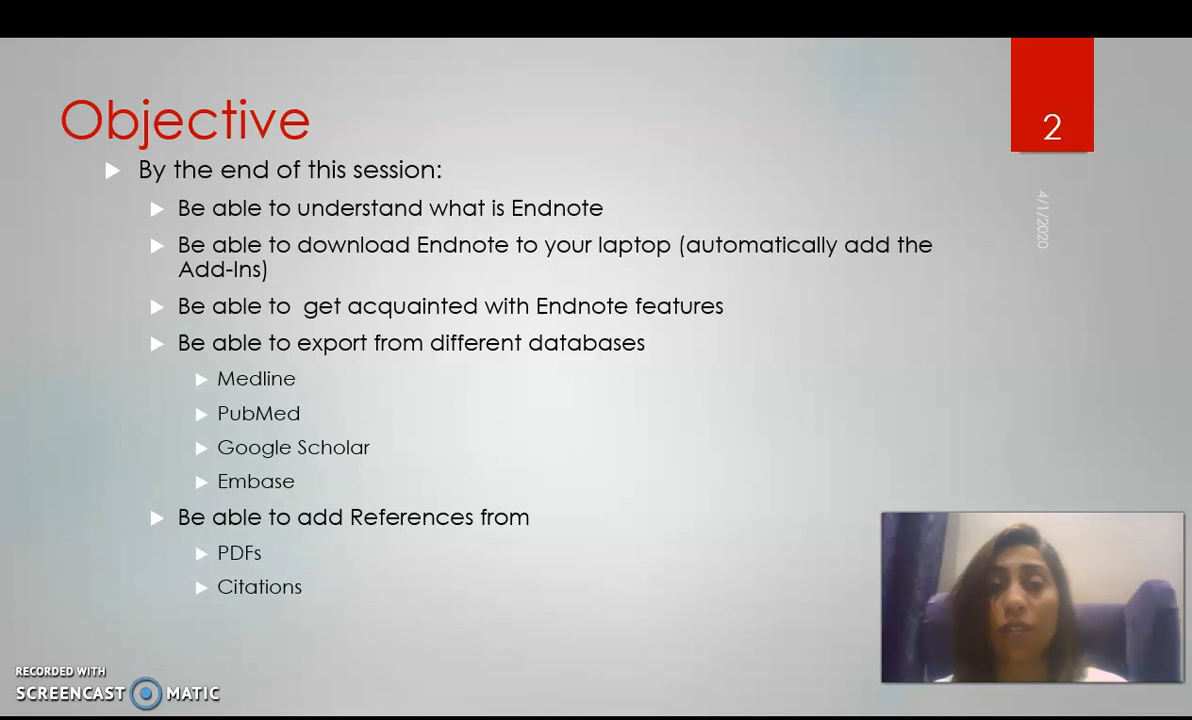 Objective
2
4/1/2020
By the end of this session:
Be able to understand what is Endnote
Be able to download Endnote to your laptop (automatically add the
Add-Ins)
Be able to  get acquainted with Endnote features
Be able to export from different databases
Medline
PubMed
Google Scholar
Embase
Be able to add References from
PDFs
Citations
RECORDED WITH
SCREENCAST MATIC